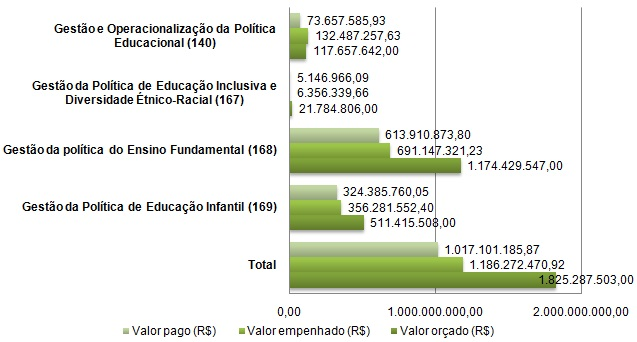 Gestão e Operacionalização da Política
Educacional (140)
73.657.585,93
132.487.257,63
117.657.642,00
Gestão da Política de Educação Inclusiva e
Diversidade Étnico-Racial (167)
5.146.966,09
6.356.339,66
21.784.806,00
Gestão da política do Ensino Fundamental (168)
613.910.873,80
691.147.321,23
1.174.429.547,00
Gestão da Política de Educação Infantil (169)
324.385.760,05
356.281.552,40
511.415.508,00
Total
1.017.101.185,87
1.186.272.470,92
1.825.287.503,00
0,00 1.000.000.000,00 2.000.000.000,00
Valor pago (R$) Valor empenhado (R$) Valor orçado (R$)